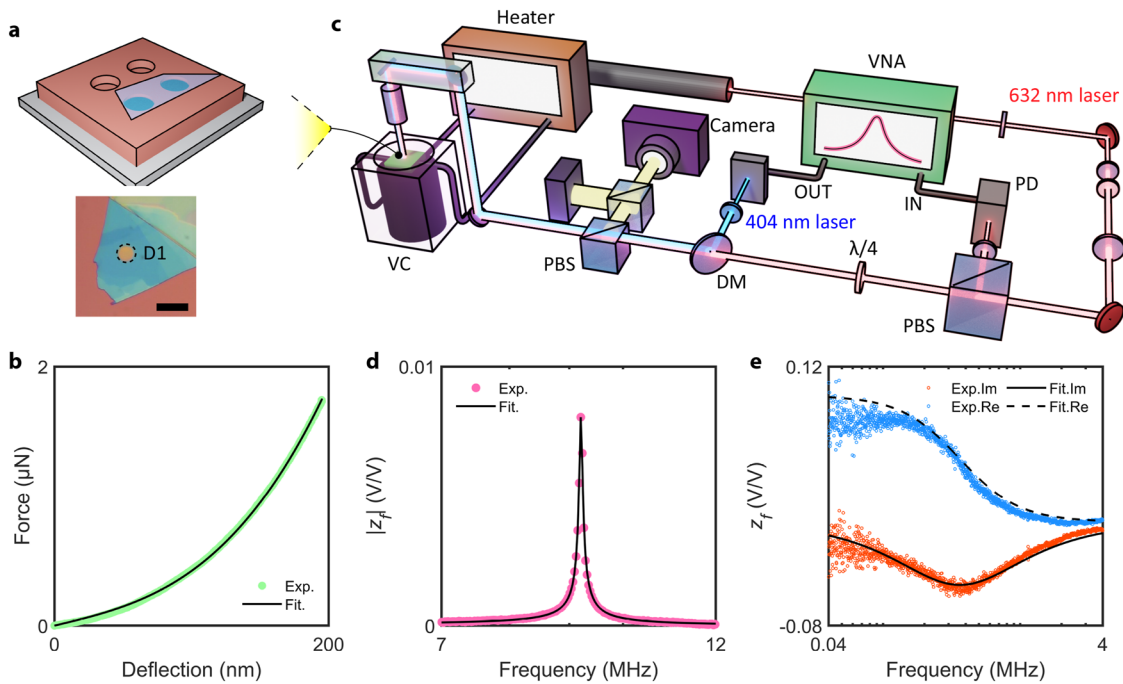 a
D1
c
Heater
VNA
632 nm laser
Camera
OUT
IN
PD
404 nm laser
VC
PBS
DM
λ/4
PBS
b
2
Force (µN)
0
Exp.
Fit.
0
200
Deflection (nm)
d
0.01
Exp.
Fit.
|z_f| (V/V)
0
7
12
Frequency (MHz)
e
0.12
Exp.Im
Fit.Im
Exp.Re
Fit.Re
z_f (V/V)
-0.08
0.04
4
Frequency (MHz)